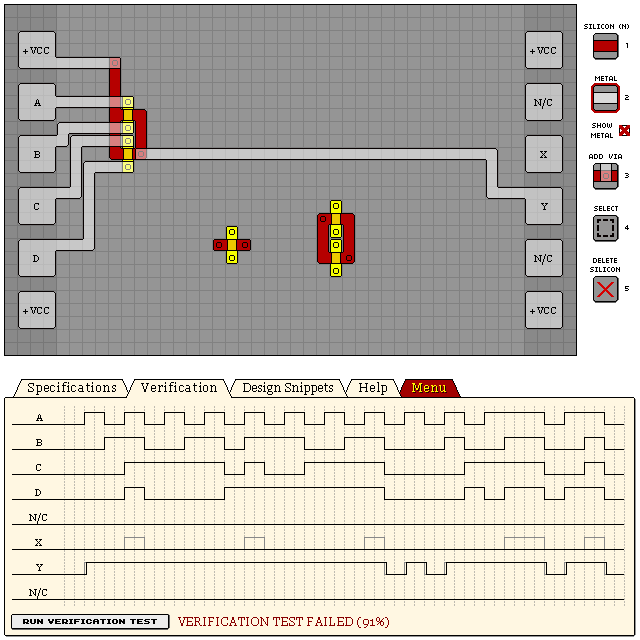 SILICON (N)
+VCC
+VCC
1
METAL
A
N/C
2
SHOW
METAL
B
X
ADD VIA
3
C
Y
SELECT
4
D
N/C
DELETE
SILICON
5
+VCC
+VCC
Specifications
Verification
Design Snippets
Help
Menu
A
B
C
D
N/C
X
Y
N/C
RUN VERIFICATION TEST
VERIFICATION TEST FAILED (91%)